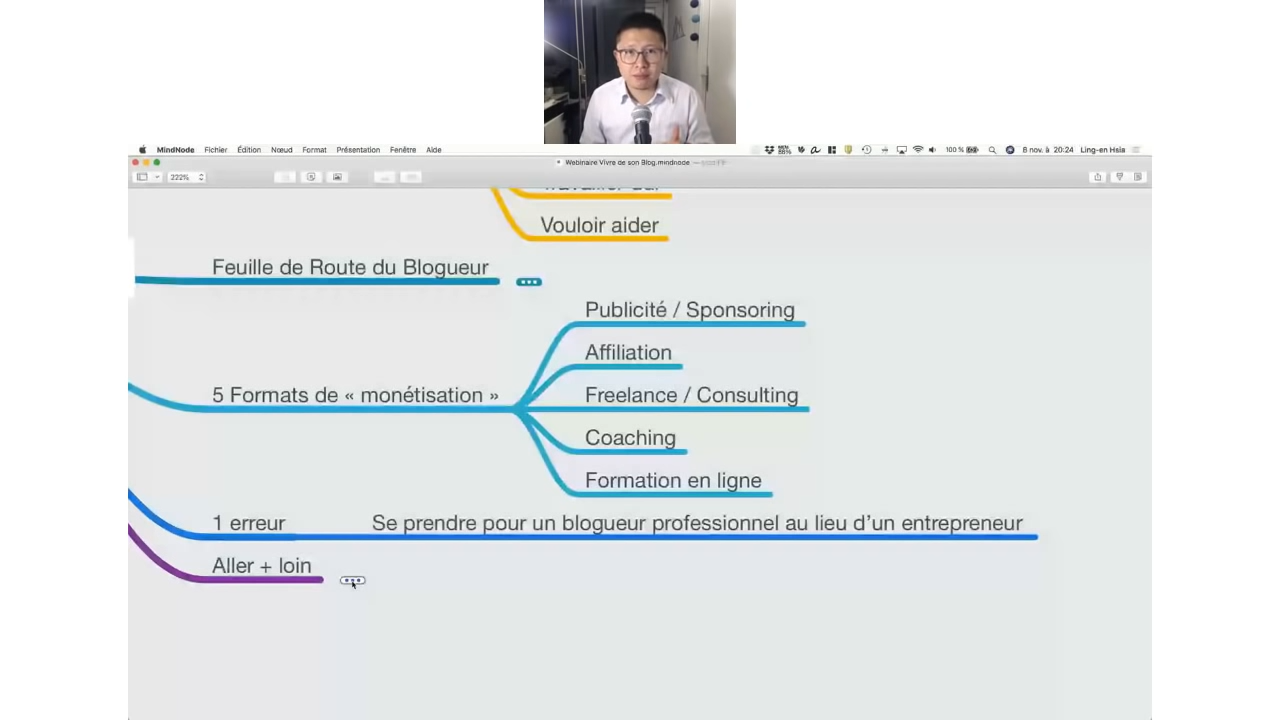 MindNode Fichier Édition Nœud Format Présentation Fenêtre Aide
100 % 8 nov. à 20:24 Ling-en Hsia
Webinaire Vivre de son Blog.mindnode
222%
Vouloir aider
Feuille de Route du Blogueur
Publicité / Sponsoring
Affiliation
5 Formats de « monétisation »
Freelance / Consulting
Coaching
Formation en ligne
1 erreur
Se prendre pour un blogueur professionnel au lieu d’un entrepreneur
Aller + loin